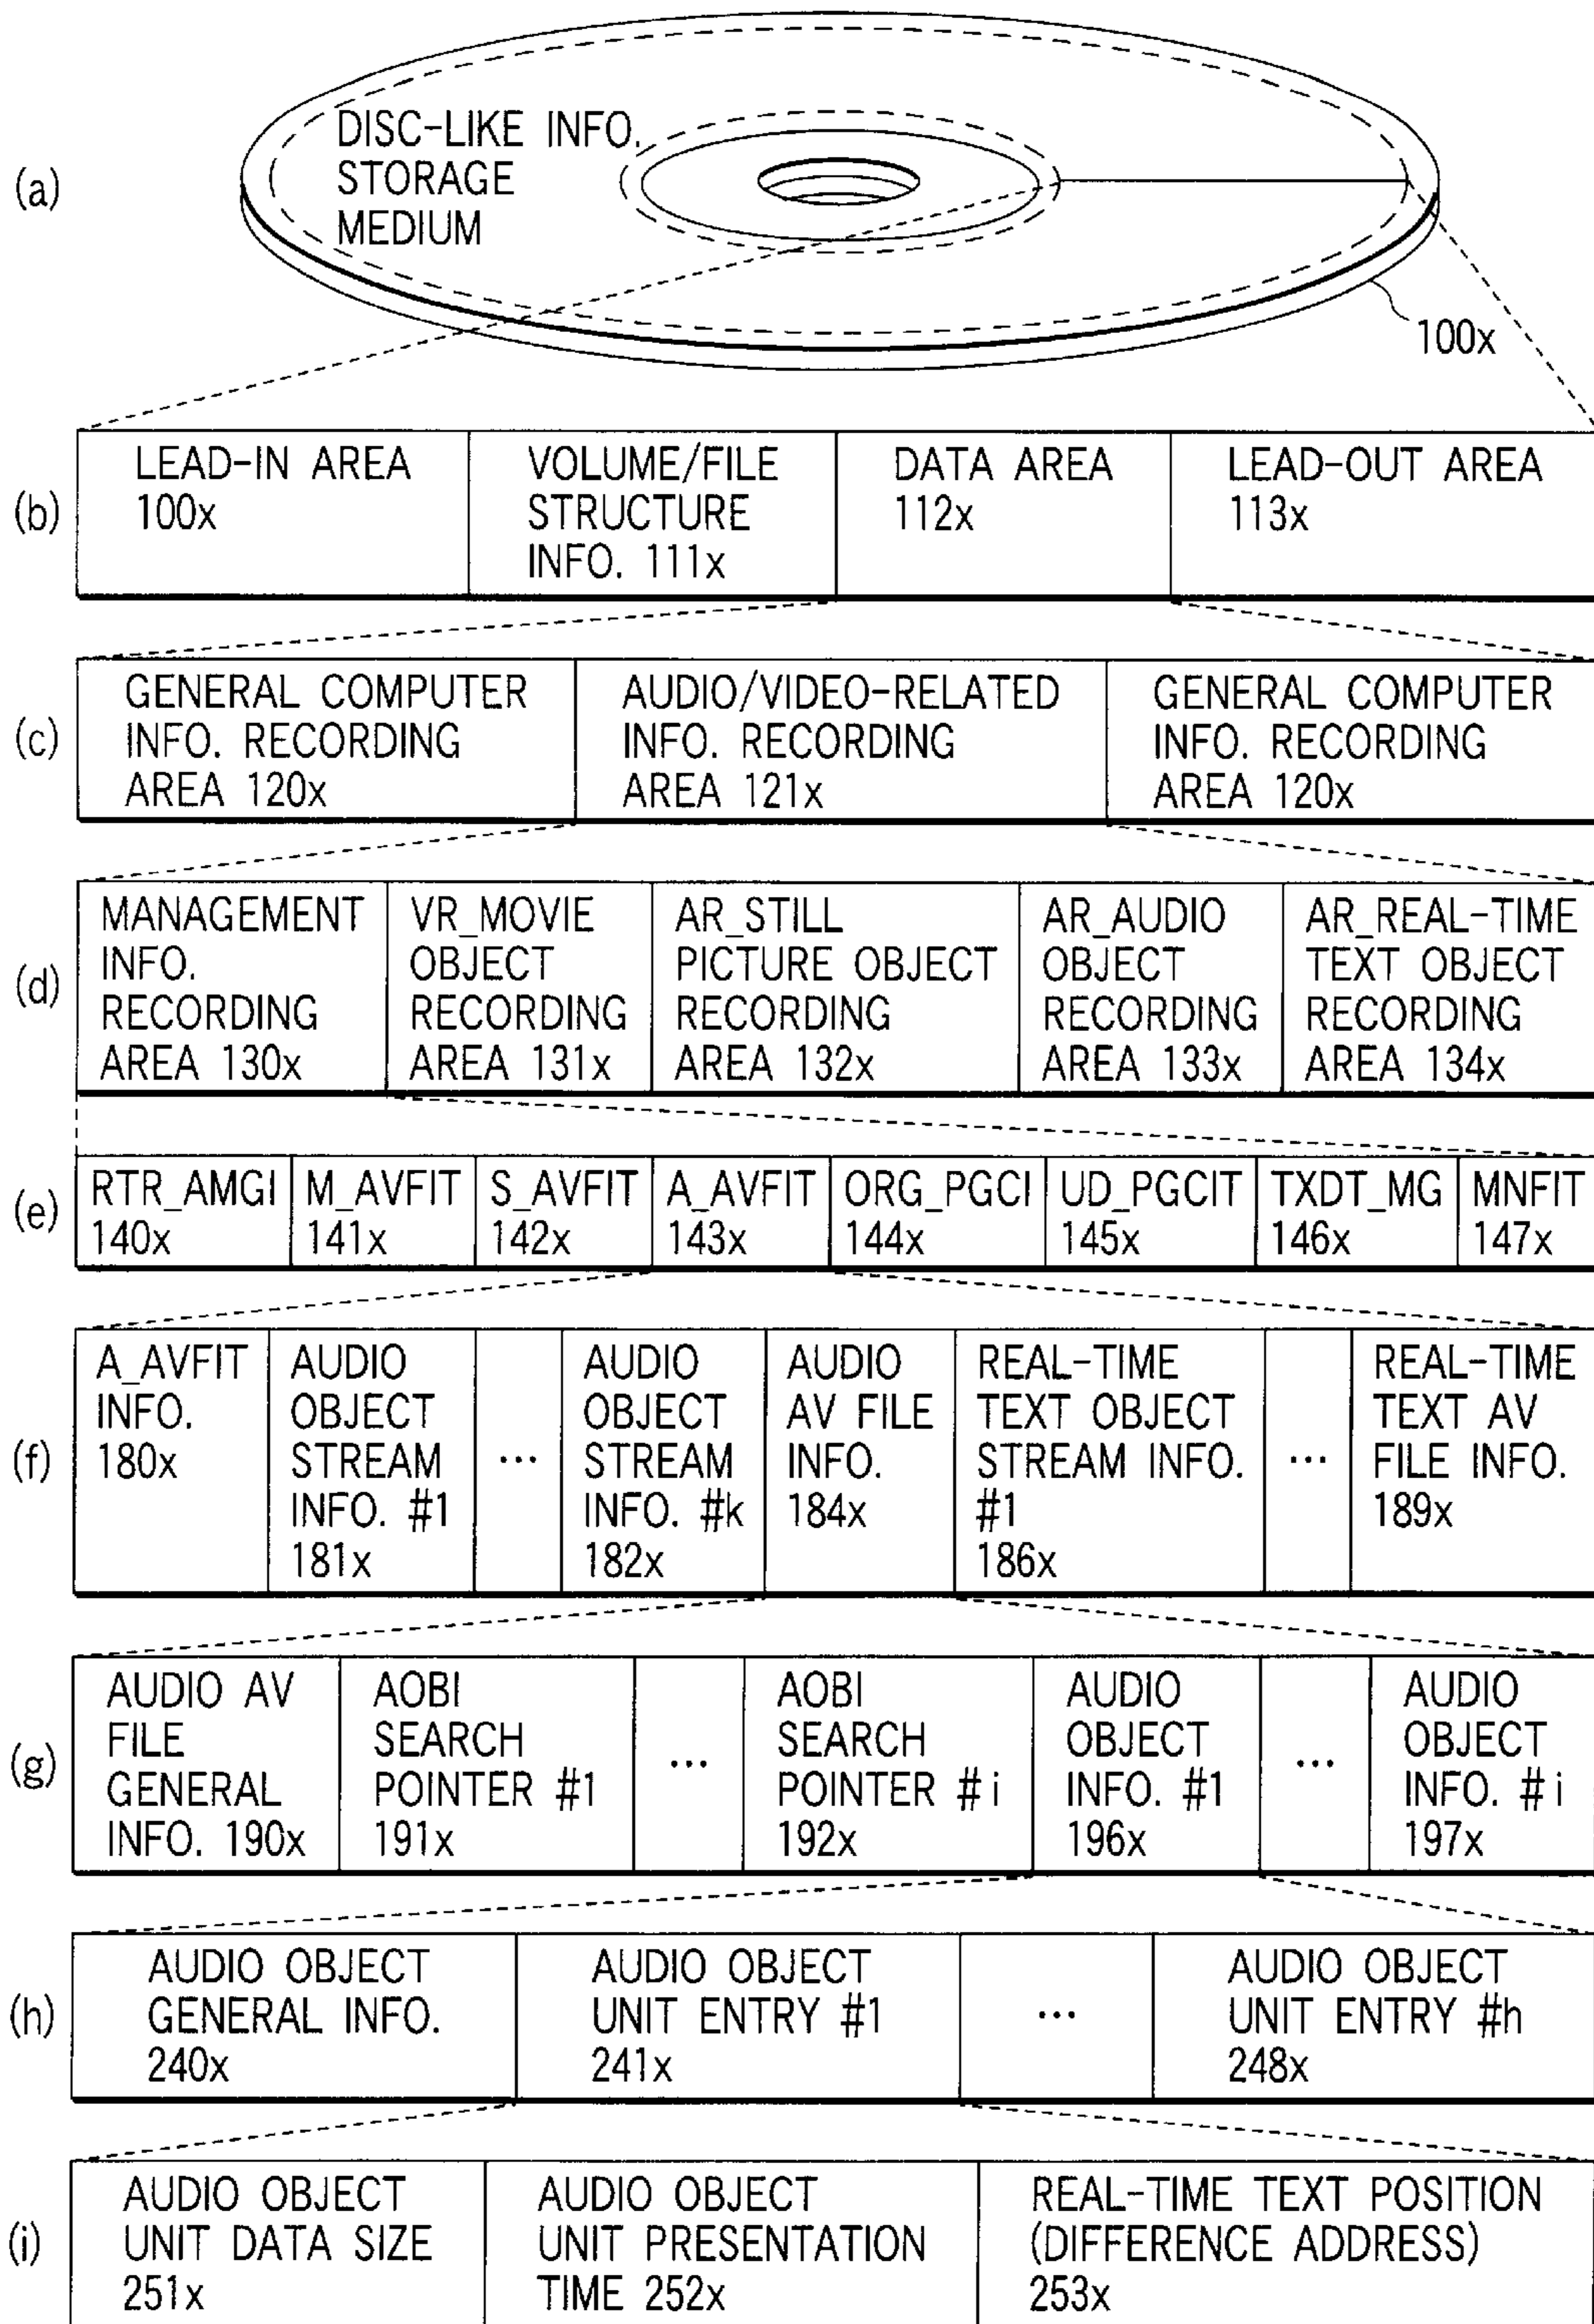 (a)
DISC-LIKE INFO.
STORAGE
MEDIUM
100x
(b)
LEAD-IN AREA
100x
VOLUME/FILE
STRUCTURE
INFO. 111x
DATA AREA
112x
LEAD-OUT AREA
113x
(c)
GENERAL COMPUTER
INFO. RECORDING
AREA 120x
AUDIO/VIDEO-RELATED
INFO. RECORDING
AREA 121x
GENERAL COMPUTER
INFO. RECORDING
AREA 120x
(d)
MANAGEMENT
INFO.
RECORDING
AREA 130x
VR_MOVIE
OBJECT
RECORDING
AREA 131x
AR_STILL
PICTURE OBJECT
RECORDING
AREA 132x
AR_AUDIO
OBJECT
RECORDING
AREA 133x
AR_REAL-TIME
TEXT OBJECT
RECORDING
AREA 134x
(e)
RTR_AMGI
140x
M_AVFIT
141x
S_AVFIT
142x
A_AVFIT
143x
ORG_PGCI
144x
UD_PGCIT
145x
TXDT_MG
146x
MNFIT
147x
(f)
A_AVFIT
INFO.
180x
AUDIO
OBJECT
STREAM
INFO. #1
181x
...
AUDIO
OBJECT
STREAM
INFO. #k
182x
AUDIO
AV FILE
INFO.
184x
REAL-TIME
TEXT OBJECT
STREAM INFO.
#1
186x
...
REAL-TIME
TEXT AV
FILE INFO.
189x
(g)
AUDIO AV
FILE
GENERAL
INFO. 190x
AOBI
SEARCH
POINTER #1
191x
...
AOBI
SEARCH
POINTER #i
192x
AUDIO
OBJECT
INFO. #1
196x
...
AUDIO
OBJECT
INFO. #i
197x
(h)
AUDIO OBJECT
GENERAL INFO.
240x
AUDIO OBJECT
UNIT ENTRY #1
241x
...
AUDIO OBJECT
UNIT ENTRY #h
248x
(i)
AUDIO OBJECT
UNIT DATA SIZE
251x
AUDIO OBJECT
UNIT PRESENTATION
TIME 252x
REAL-TIME TEXT POSITION
(DIFFERENCE ADDRESS)
253x